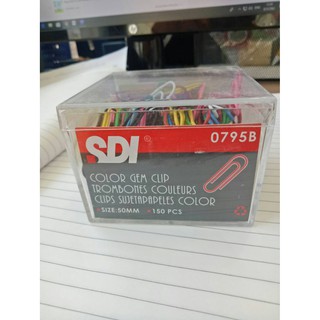 SDI
0795B
COLOR GEM CLIP
TROMBONES COULEURS
CLIPS SUJETAPAPELES COLOR
• SIZE:50MM • 150 PCS